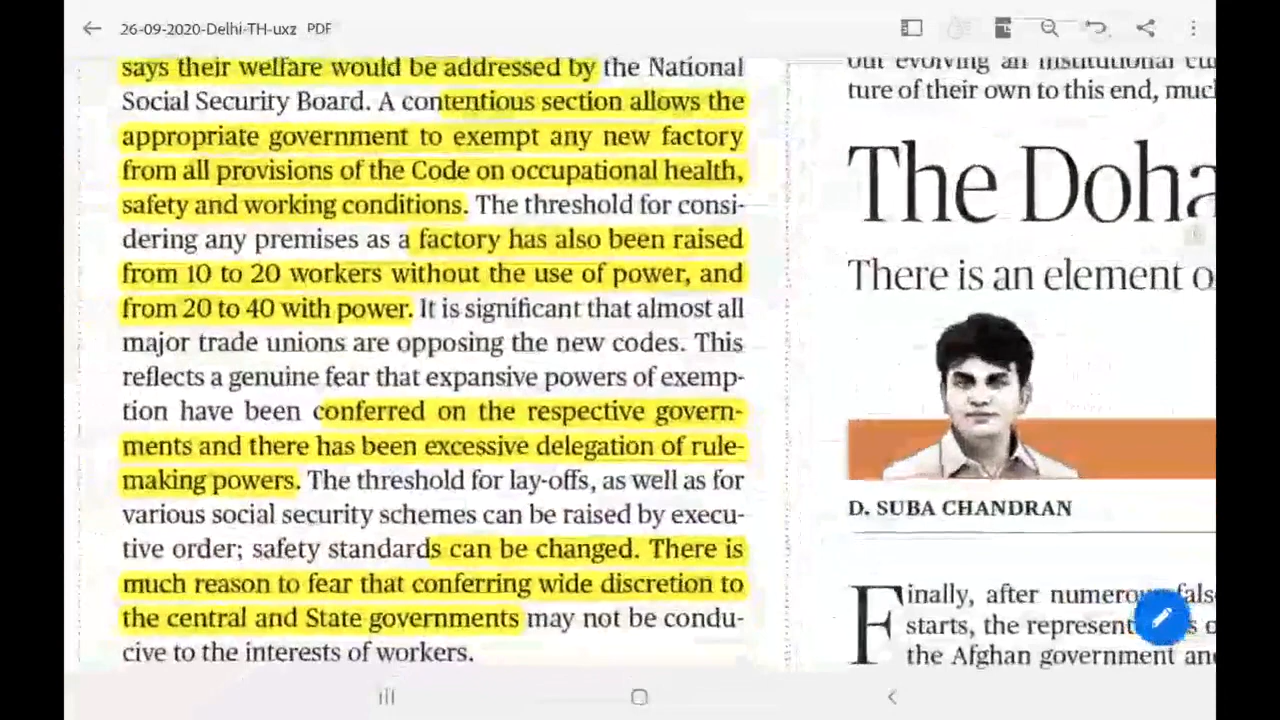 26-09-2020-Delhi-TH-uxz PDF
says their welfare would be addressed by the National
Social Security Board. A contentious section allows the
appropriate government to exempt any new factory
from all provisions of the Code on occupational health,
safety and working conditions. The threshold for consi-
dering any premises as a factory has also been raised
from 10 to 20 workers without the use of power, and
from 20 to 40 with power. It is significant that almost all
major trade unions are opposing the new codes. This
reflects a genuine fear that expansive powers of exemp-
tion have been conferred on the respective govern-
ments and there has been excessive delegation of rule-
making powers. The threshold for lay-offs, as well as for
various social security schemes can be raised by execu-
tive order; safety standards can be changed. There is
much reason to fear that conferring wide discretion to
the central and State governments may not be condu-
cive to the interests of workers.
out evolving an institutional cu
ture of their own to this end, muc
The Doha
There is an element o
D. SUBA CHANDRAN
Finally, after numerous fals
starts, the represent s o
the Afghan government and